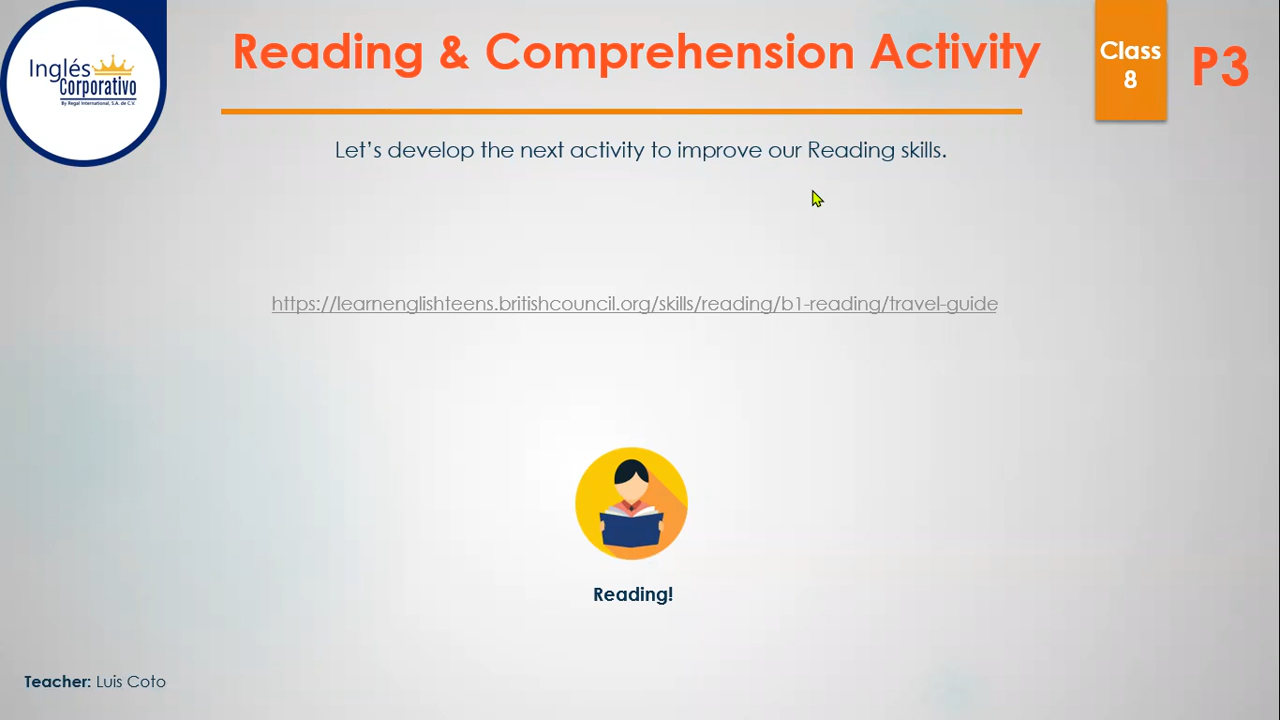 Inglés
Corporativo
By Regal International, S.A. de C.V.
Reading & Comprehension Activity
Class
8
P3
Let's develop the next activity to improve our Reading skills.
https://learnenglishteens.britishcouncil.org/skills/reading/b1-reading/travel-guide
Reading!
Teacher: Luis Coto